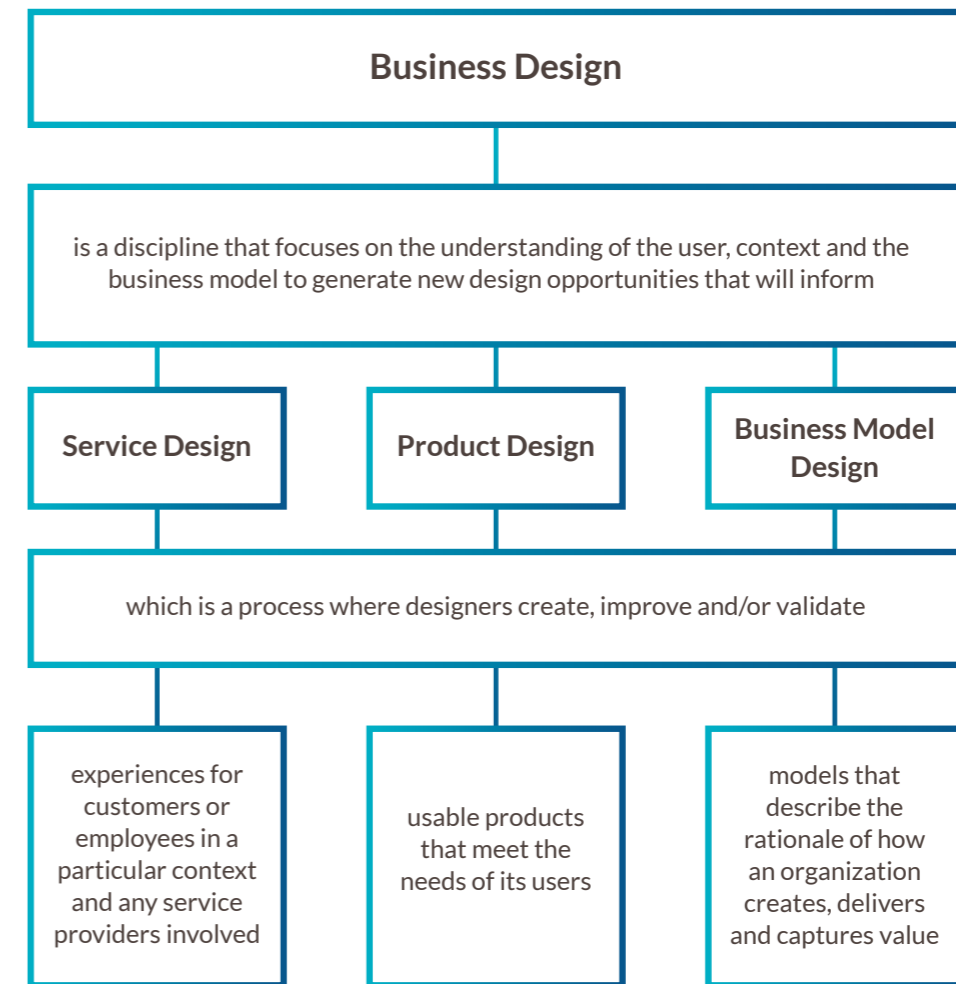 Business Design
is a discipline that focuses on the understanding of the user, context and the
business model to generate new design opportunities that will inform
Service Design
Product Design
Business Model
Design
which is a process where designers create, improve and/or validate
experiences for
customers or
employees in a
particular context
and any service
providers involved
usable products
that meet the
needs of its users
models that
describe the
rationale of how
an organization
creates, delivers
and captures value